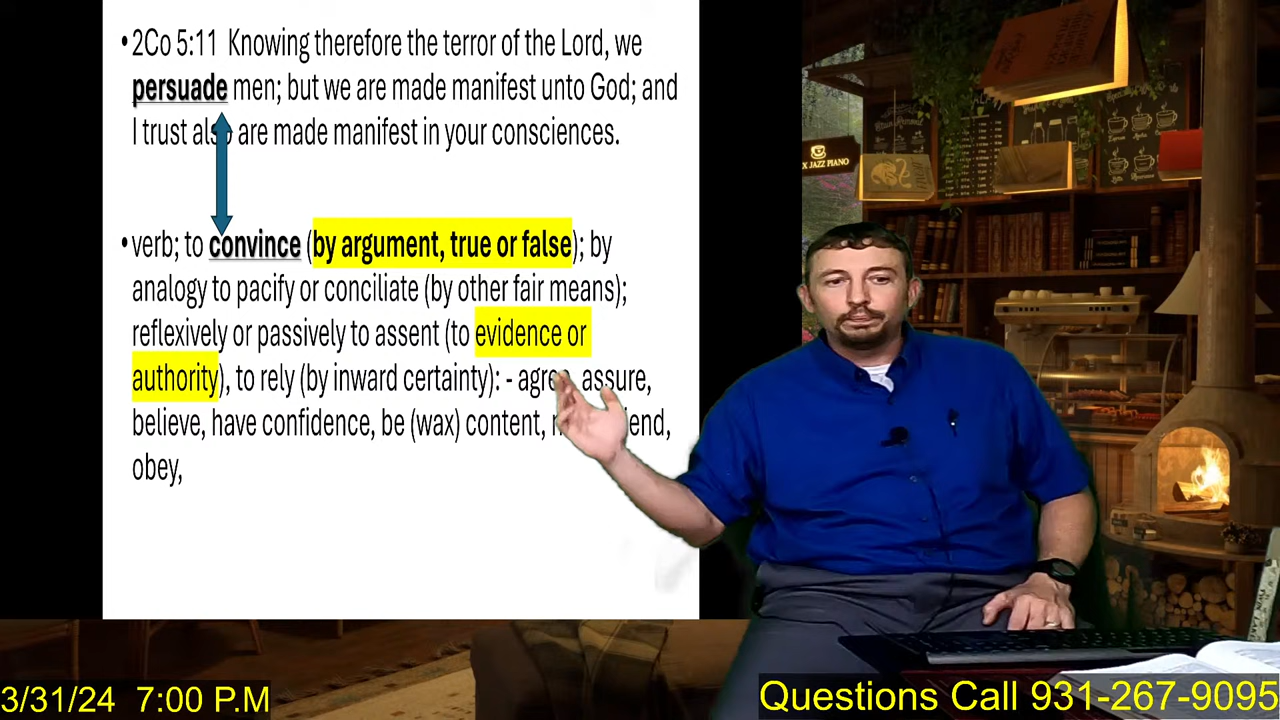 • 2Co 5:11 Knowing therefore the terror of the Lord, we
persuade men; but we are made manifest unto God; and
I trust also are made manifest in your consciences.
• verb; to convince (by argument, true or false); by
analogy to pacify or conciliate (by other fair means);
reflexively or passively to assent (to evidence or
authority), to rely (by inward certainty): - agree, assure,
believe, have confidence, be (wax) content,
obey,
X JAZZ PIANO
3/31/24 7:00 P.M
Questions Call 931-267-9095